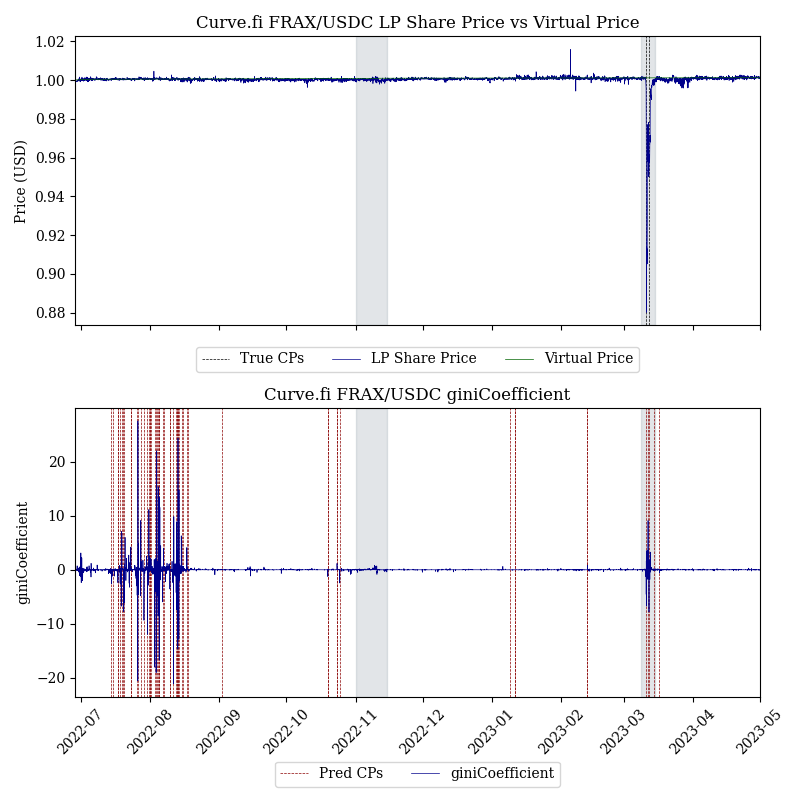 Curve.fi FRAX/USDC LP Share Price vs Virtual Price
1.02
1.00
0.98
0.96
0.94
0.92
0.90
0.88
Price (USD)
True CPs LP Share Price Virtual Price
Curve.fi FRAX/USDC giniCoefficient
20
10
0
−10
−20
giniCoefficient
2022-07 2022-08 2022-09 2022-10 2022-11 2022-12 2023-01 2023-02 2023-03 2023-04 2023-05
Pred CPs giniCoefficient